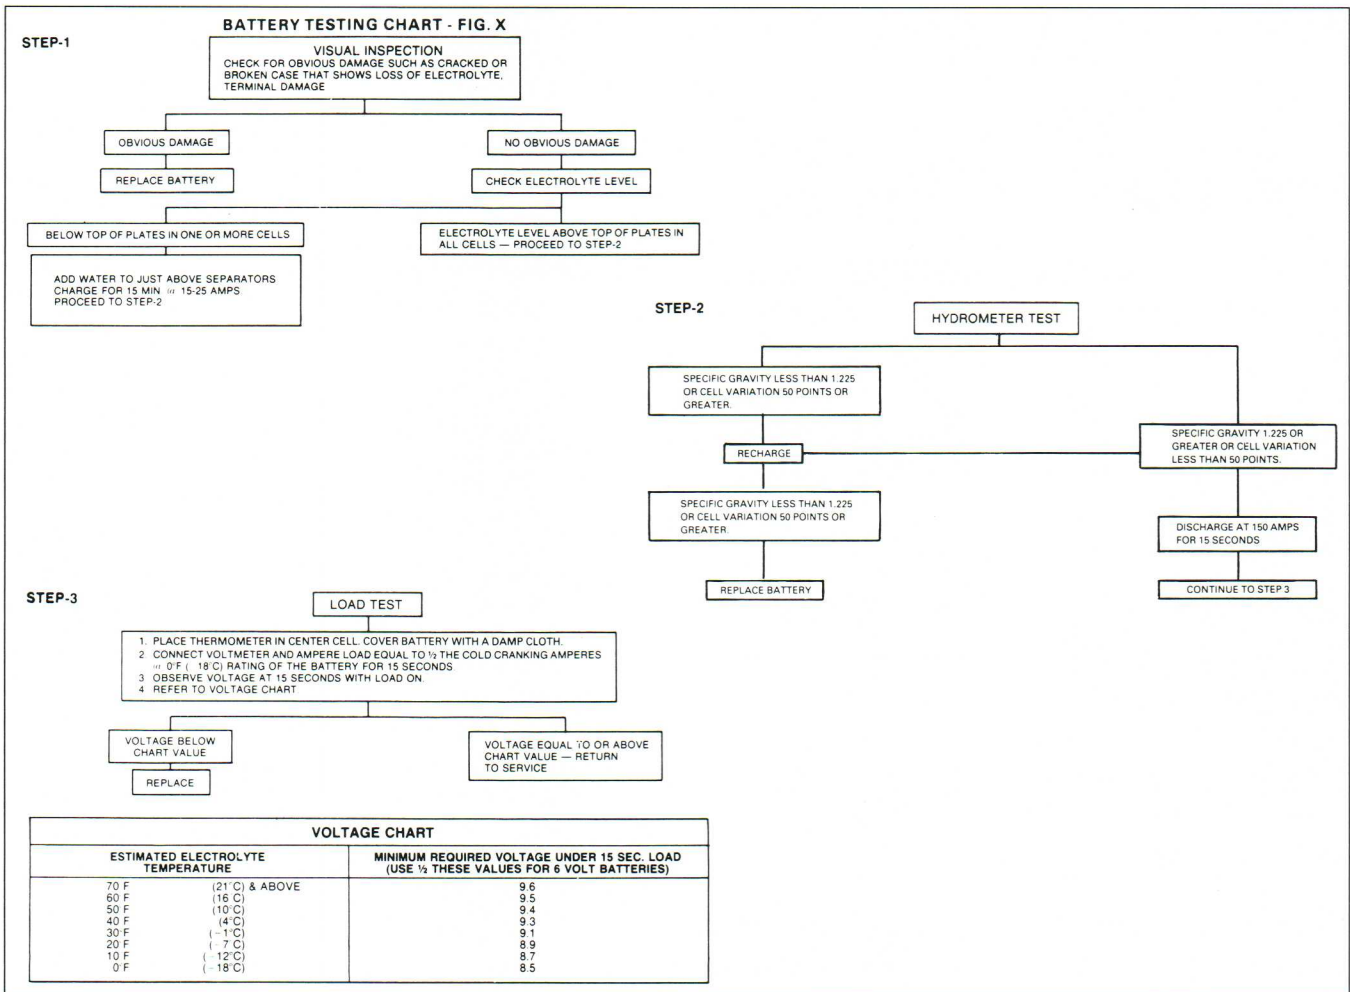 BATTERY TESTING CHART - FIG. X
STEP-1
VISUAL INSPECTION
CHECK FOR OBVIOUS DAMAGE SUCH AS CRACKED OR
BROKEN CASE THAT SHOWS LOSS OF ELECTROLYTE,
TERMINAL DAMAGE
OBVIOUS DAMAGE
NO OBVIOUS DAMAGE
REPLACE BATTERY
CHECK ELECTROLYTE LEVEL
BELOW TOP OF PLATES IN ONE OR MORE CELLS
ELECTROLYTE LEVEL ABOVE TOP OF PLATES IN
ALL CELLS — PROCEED TO STEP-2
ADD WATER TO JUST ABOVE SEPARATORS
CHARGE FOR 15 MIN @ 15-25 AMPS
PROCEED TO STEP-2
STEP-2
HYDROMETER TEST
SPECIFIC GRAVITY LESS THAN 1.225
OR CELL VARIATION 50 POINTS OR
GREATER.
RECHARGE
SPECIFIC GRAVITY 1.225 OR
GREATER OR CELL VARIATION
LESS THAN 50 POINTS.
SPECIFIC GRAVITY LESS THAN 1.225
OR CELL VARIATION 50 POINTS OR
GREATER.
DISCHARGE AT 150 AMPS
FOR 15 SECONDS
REPLACE BATTERY
CONTINUE TO STEP 3
STEP-3
LOAD TEST
1. PLACE THERMOMETER IN CENTER CELL. COVER BATTERY WITH A DAMP CLOTH.
2 CONNECT VOLTMETER AND AMPERE LOAD EQUAL TO ½ THE COLD CRANKING AMPERES
@ 0°F (-18°C) RATING OF THE BATTERY FOR 15 SECONDS
3 OBSERVE VOLTAGE AT 15 SECONDS WITH LOAD ON.
4 REFER TO VOLTAGE CHART
VOLTAGE BELOW
CHART VALUE
VOLTAGE EQUAL TO OR ABOVE
CHART VALUE — RETURN
TO SERVICE
REPLACE
VOLTAGE CHART
ESTIMATED ELECTROLYTE
TEMPERATURE
MINIMUM REQUIRED VOLTAGE UNDER 15 SEC. LOAD
(USE ½ THESE VALUES FOR 6 VOLT BATTERIES)
70°F (21°C) & ABOVE 9.6
60°F (16°C) 9.5
50°F (10°C) 9.4
40°F (4°C) 9.3
30°F (-1°C) 9.1
20°F (-7°C) 8.9
10°F (-12°C) 8.7
0°F (-18°C) 8.5